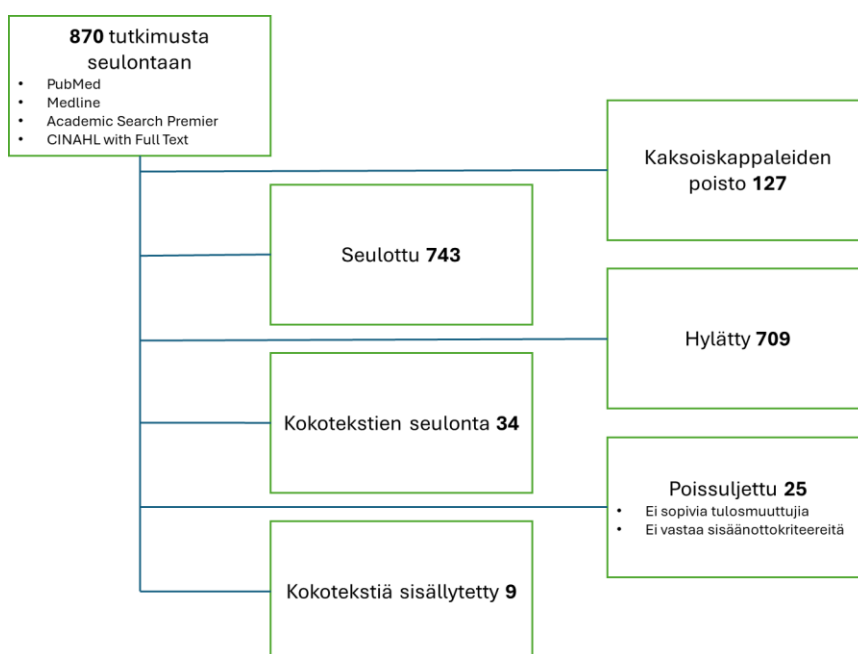 870 tutkimusta
seulontaan
• PubMed
• Medline
• Academic Search Premier
• CINAHL with Full Text
Kaksoiskappaleiden
poisto 127
Seulottu 743
Hylätty 709
Kokotekstien seulonta 34
Poissuljettu 25
• Ei sopivia tulosmuuttujia
• Ei vastaa sisäänottokriteereitä
Kokotekstiä sisällytetty 9